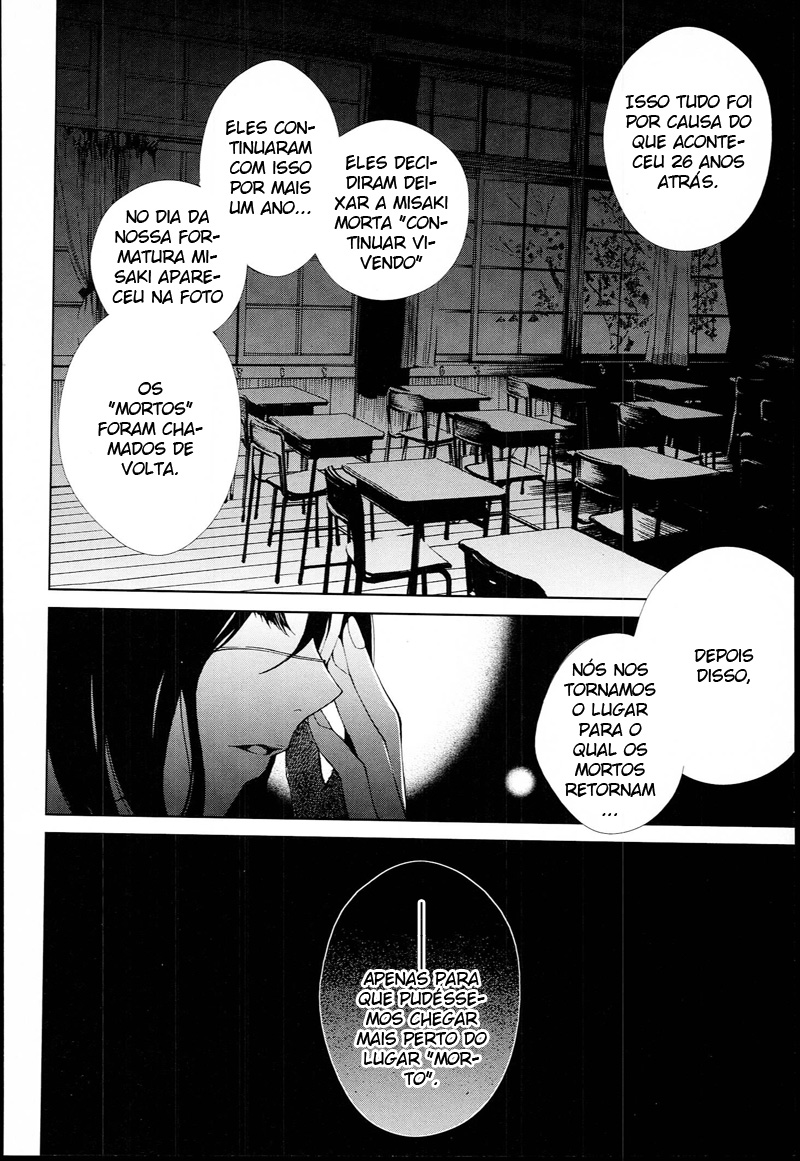 ISSO TUDO FOI
POR CAUSA DO
QUE ACONTE-
CEU 26 ANOS
ATRÁS.
ELES DECI-
DIRAM DEI-
XAR A MISAKI
MORTA "CON-
TINUAR VI-
VENDO"
ELES CON-
TINUARAM
COM ISSO
POR MAIS
UM ANO...
NO DIA DA
NOSSA FOR-
MATURA MI-
SAKI APARE-
CEU NA FOTO
OS
"MORTOS"
FORAM CHA-
MADOS DE
VOLTA.
DEPOIS
DISSO,
NÓS NOS
TORNAMOS
O LUGAR
PARA O
QUAL OS
MORTOS
RETORNAM
...
APENAS PARA
QUE PUDÉSSE-
MOS CHEGAR
MAIS PERTO DO
LUGAR "MOR-
TO".